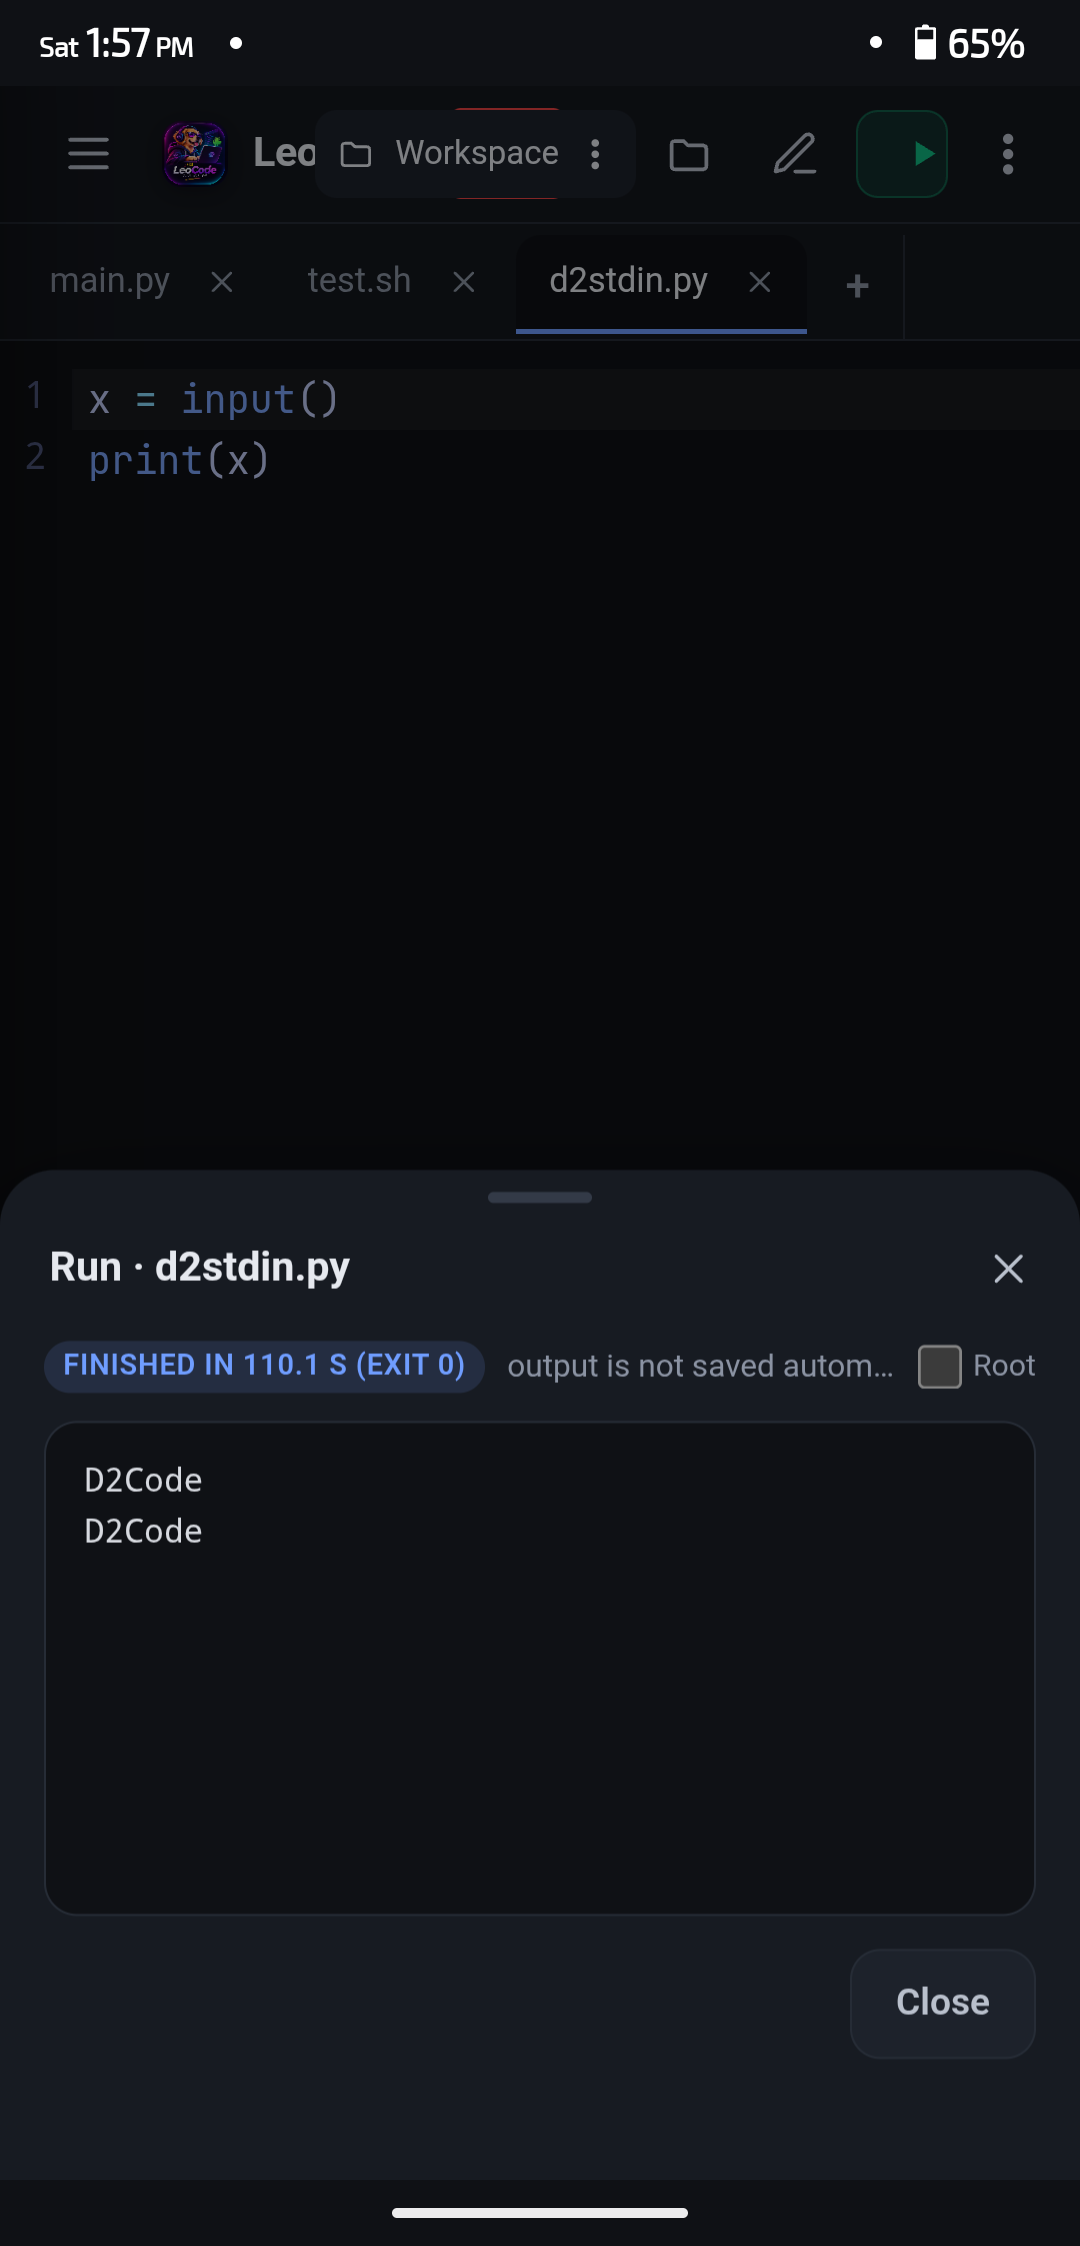 Sat 1:57 PM 65%
LeoCode
Leo Workspace
main.py test.sh d2stdin.py +
1 x = input()
2 print(x)
Run · d2stdin.py
FINISHED IN 110.1 S (EXIT 0) output is not saved autom... Root
D2Code
D2Code
Close